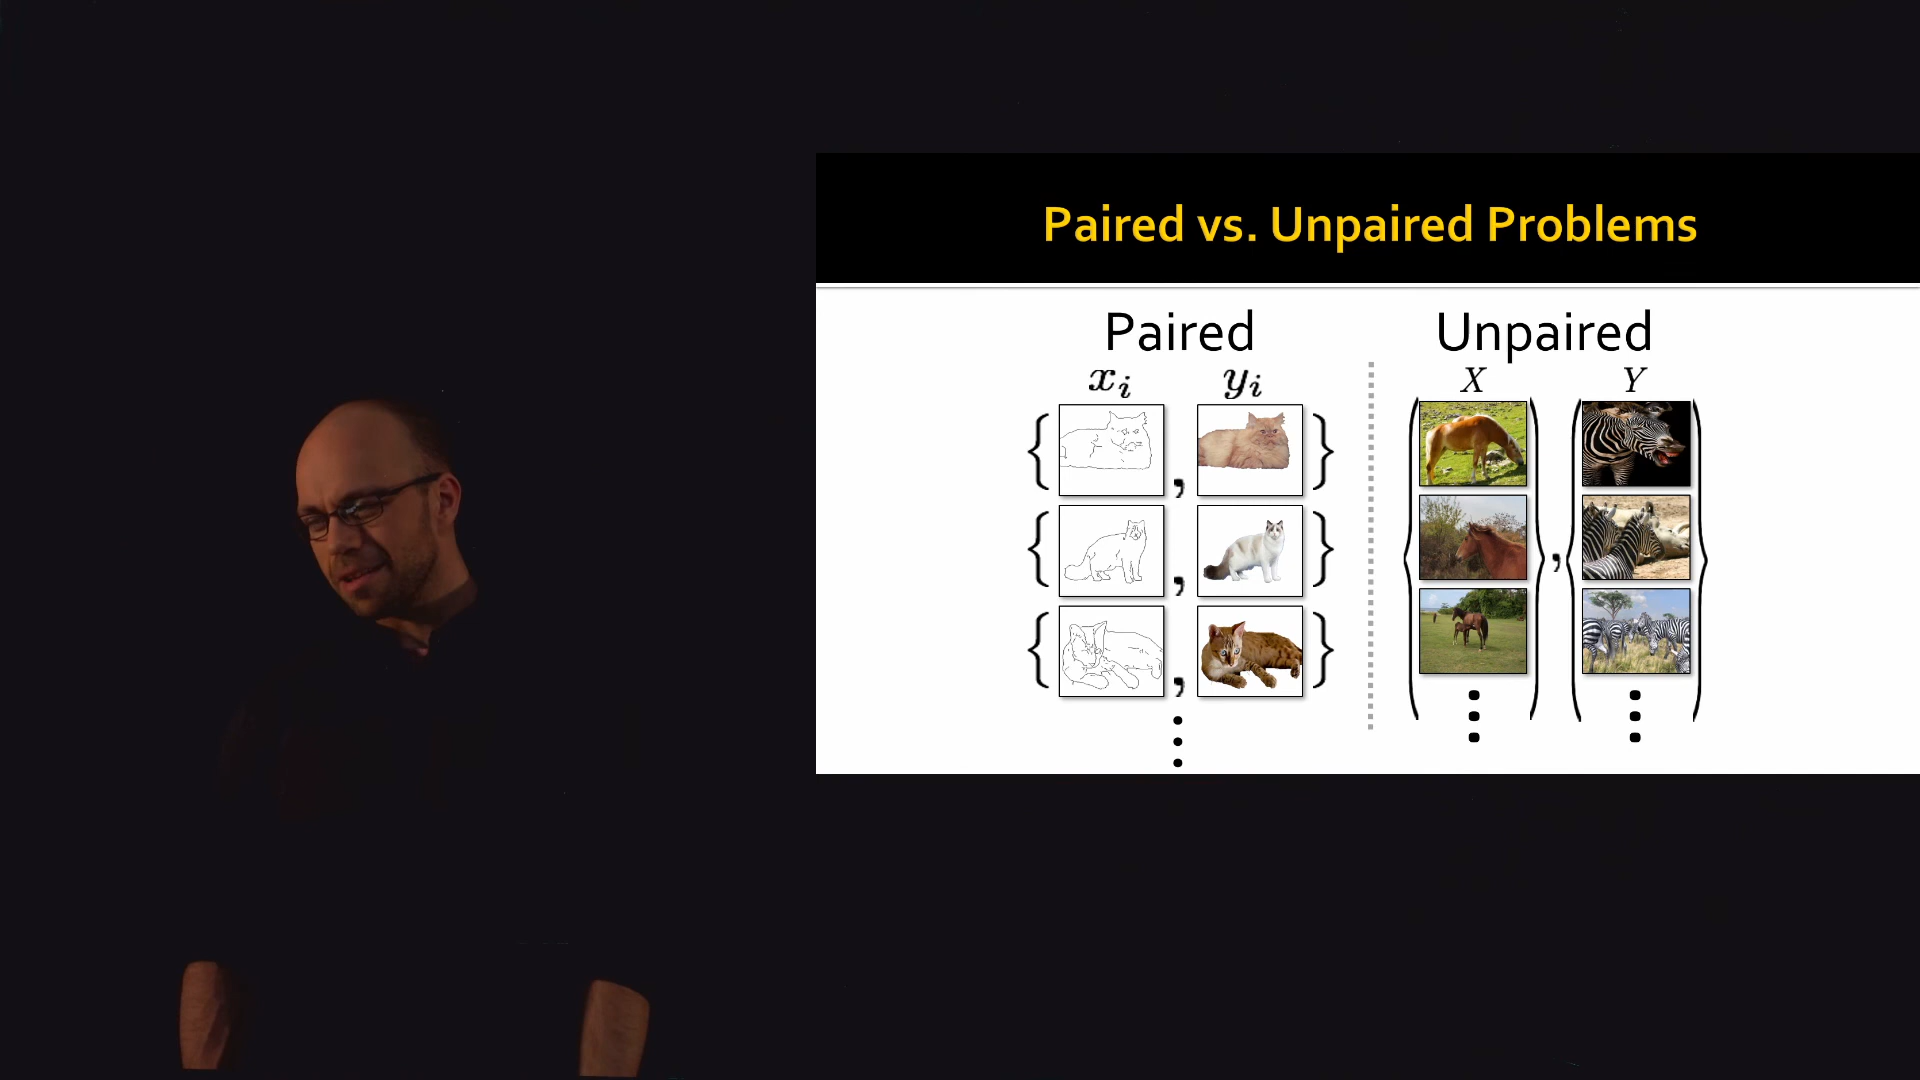 Paired vs. Unpaired Problems
Paired
Unpaired
x_i
y_i
X
Y
{ , }
{ , }
{ , }
{ , }